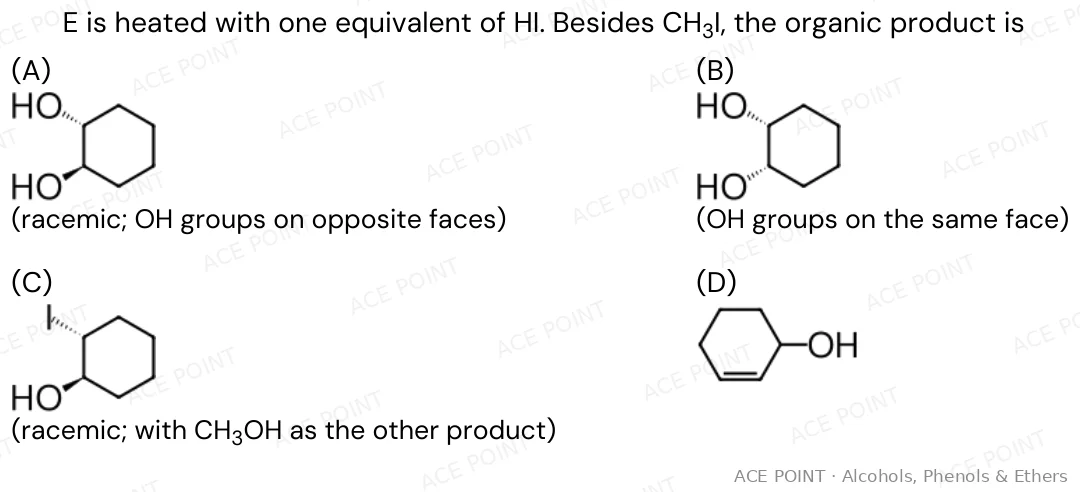 E is heated with one equivalent of HI. Besides CH₃I, the organic product is
(A)
(B)
HO
HO
HO
HO
(racemic; OH groups on opposite faces)
(OH groups on the same face)
(C)
(D)
I
OH
HO
(racemic; with CH₃OH as the other product)
ACE POINT · Alcohols, Phenols & Ethers